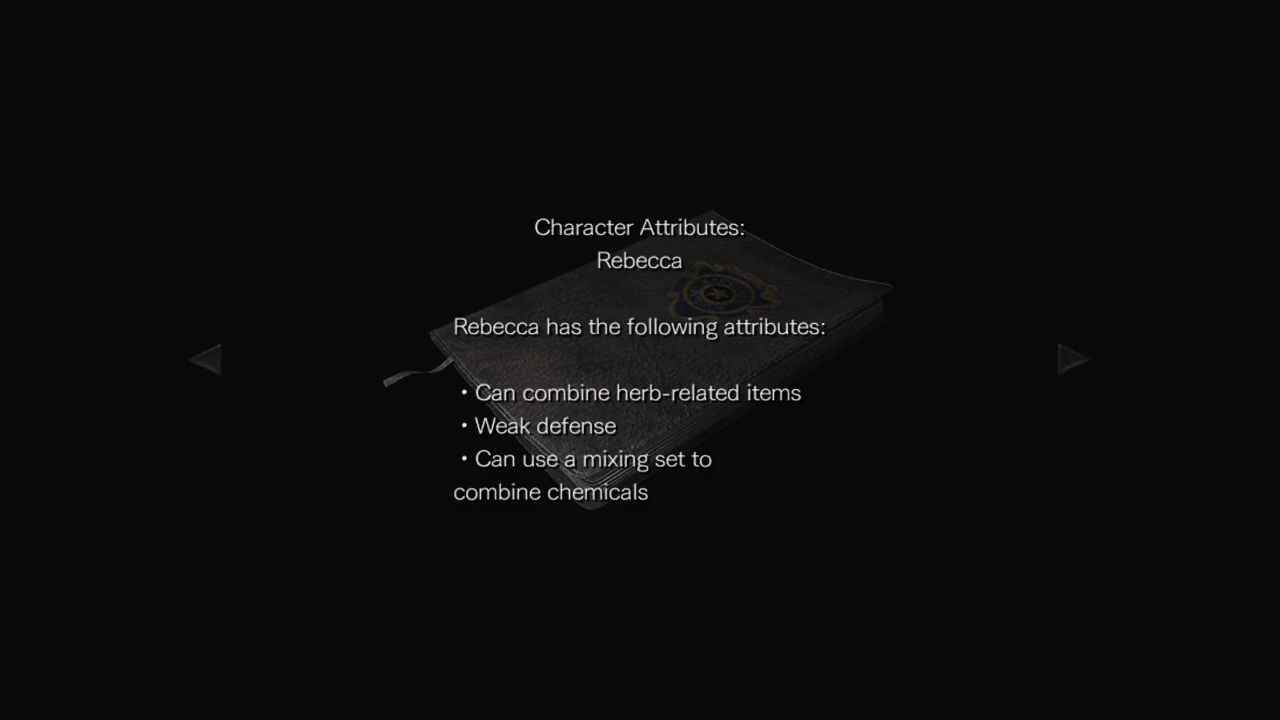 Character Attributes:
Rebecca
Rebecca has the following attributes:
・Can combine herb-related items
・Weak defense
・Can use a mixing set to
combine chemicals